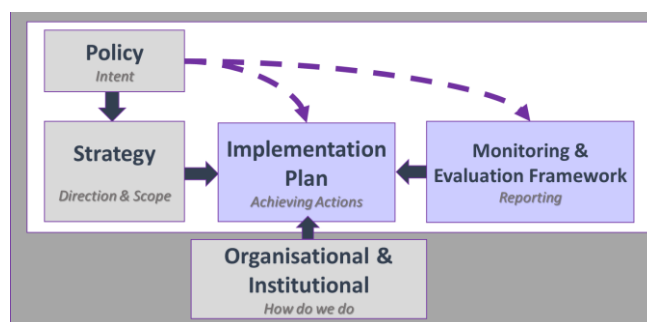 Policy
Intent
Strategy
Direction & Scope
Implementation
Plan
Achieving Actions
Monitoring &
Evaluation Framework
Reporting
Organisational &
Institutional
How do we do